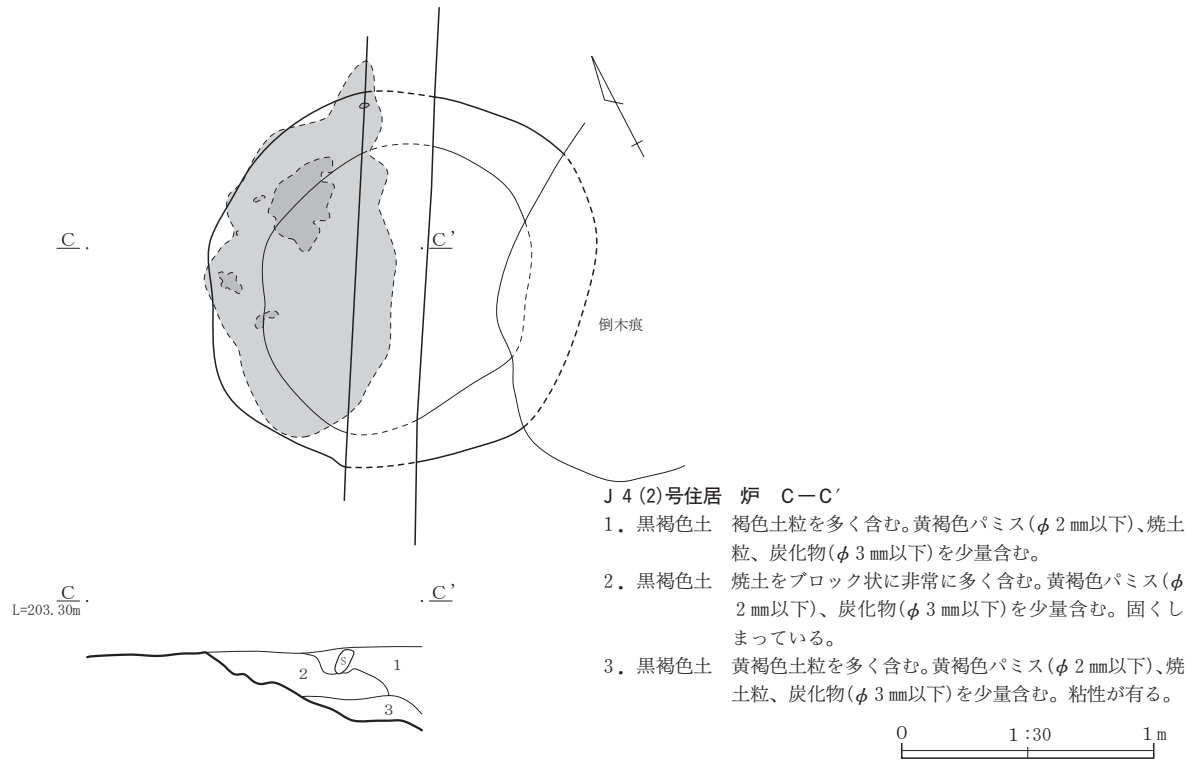 C . . C’
倒木痕
J 4 (2)号住居　炉　C－C′
1．黒褐色土　褐色土粒を多く含む。黄褐色パミス(φ 2 ㎜以下)、焼土
粒、炭化物(φ 3 ㎜以下)を少量含む。
2．黒褐色土　焼土をブロック状に非常に多く含む。黄褐色パミス(φ
2 ㎜以下)、炭化物(φ 3 ㎜以下)を少量含む。固くし
まっている。
3．黒褐色土　黄褐色土粒を多く含む。黄褐色パミス(φ 2 ㎜以下)、焼
土粒、炭化物(φ 3 ㎜以下)を少量含む。粘性が有る。
C . . C’
L=203.30m
S
1
2
3
0 1:30 1 m